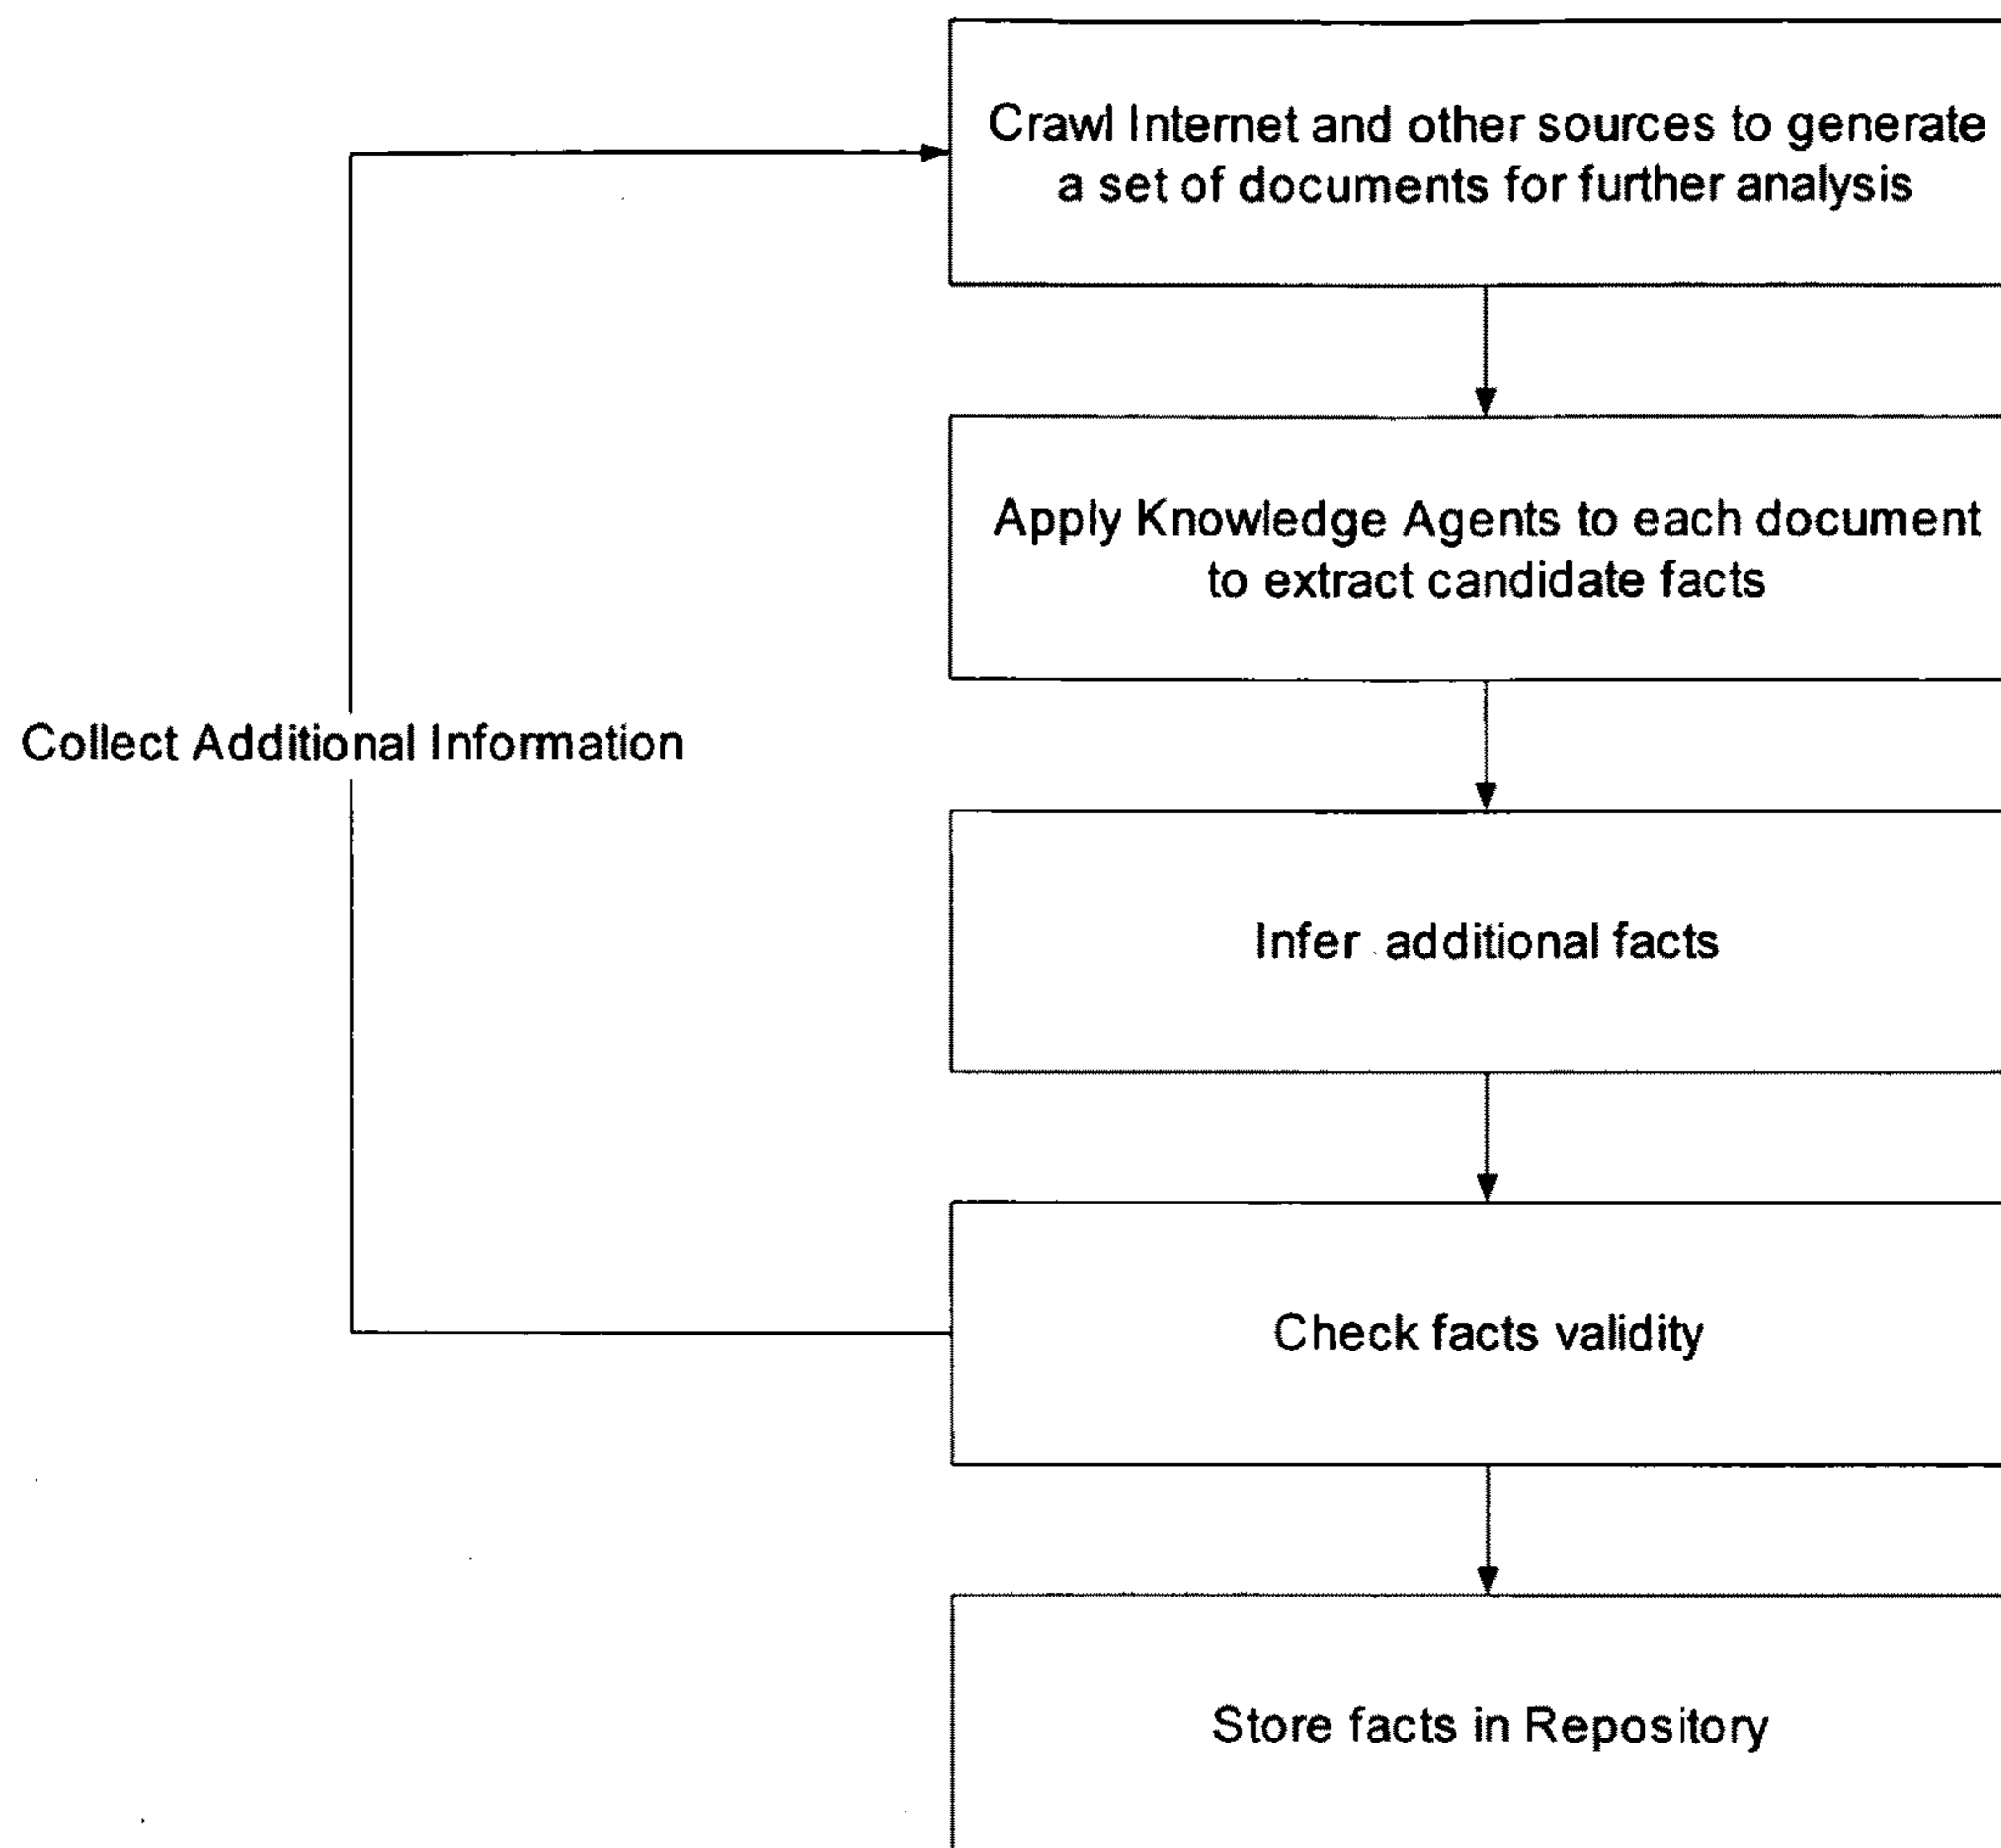 Crawl Internet and other sources to generate
a set of documents for further analysis
Apply Knowledge Agents to each document
to extract candidate facts
Collect Additional Information
Infer additional facts
Check facts validity
Store facts in Repository